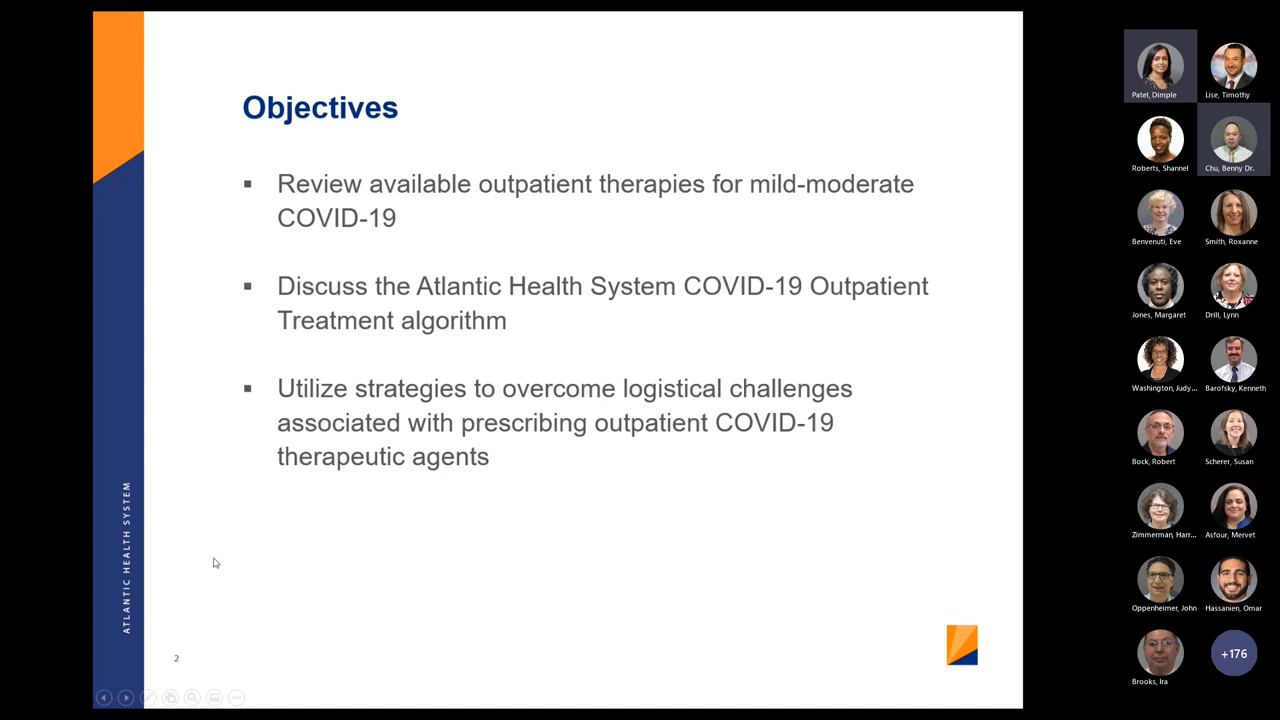 Objectives
▪ Review available outpatient therapies for mild-moderate
COVID-19
▪ Discuss the Atlantic Health System COVID-19 Outpatient
Treatment algorithm
▪ Utilize strategies to overcome logistical challenges
associated with prescribing outpatient COVID-19
therapeutic agents
ATLANTIC HEALTH SYSTEM
2
Patel, Dimple
Lise, Timothy
Roberts, Shannel
Chu, Benny Dr.
Benvenuti, Eve
Smith, Roxanne
Jones, Margaret
Drill, Lynn
Washington, Judy...
Barofsky, Kenneth
Bock, Robert
Scherer, Susan
Zimmerman, Harr...
Asfour, Mervet
Oppenheimer, John
Hassanien, Omar
Brooks, Ira
+176